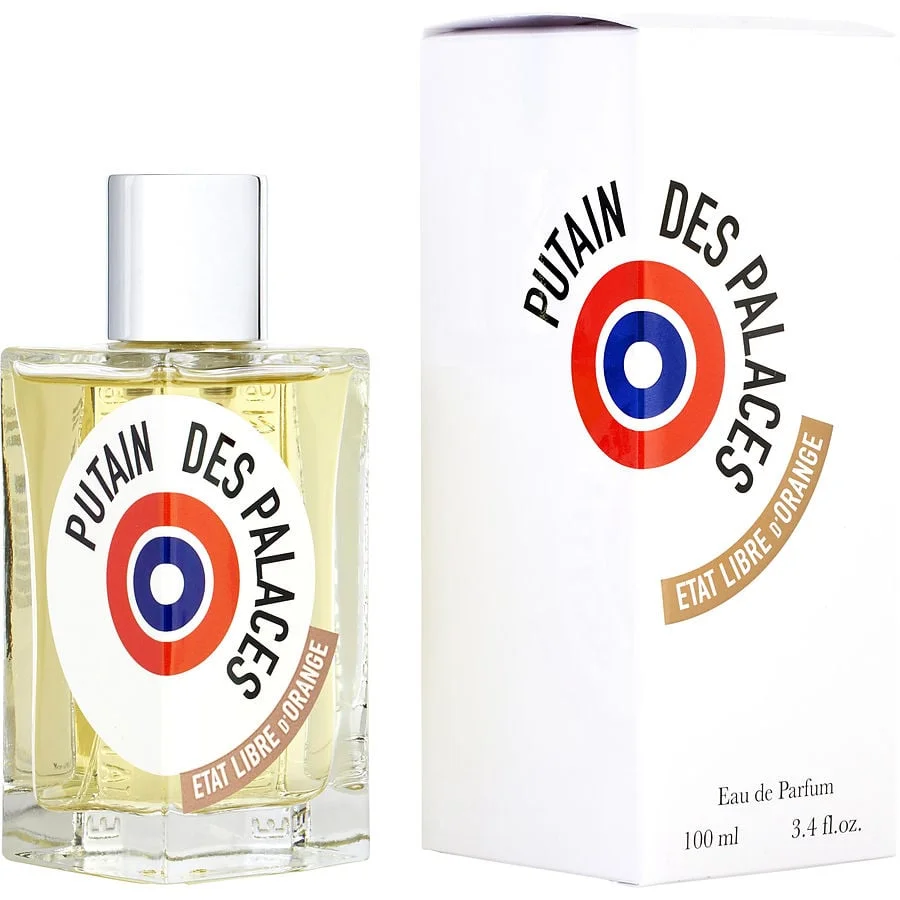 PUTAIN DES PALACES
ETAT LIBRE D'ORANGE
PUTAIN DES PALACES
ETAT LIBRE D'ORANGE
Eau de Parfum
100 ml 3.4 fl.oz.